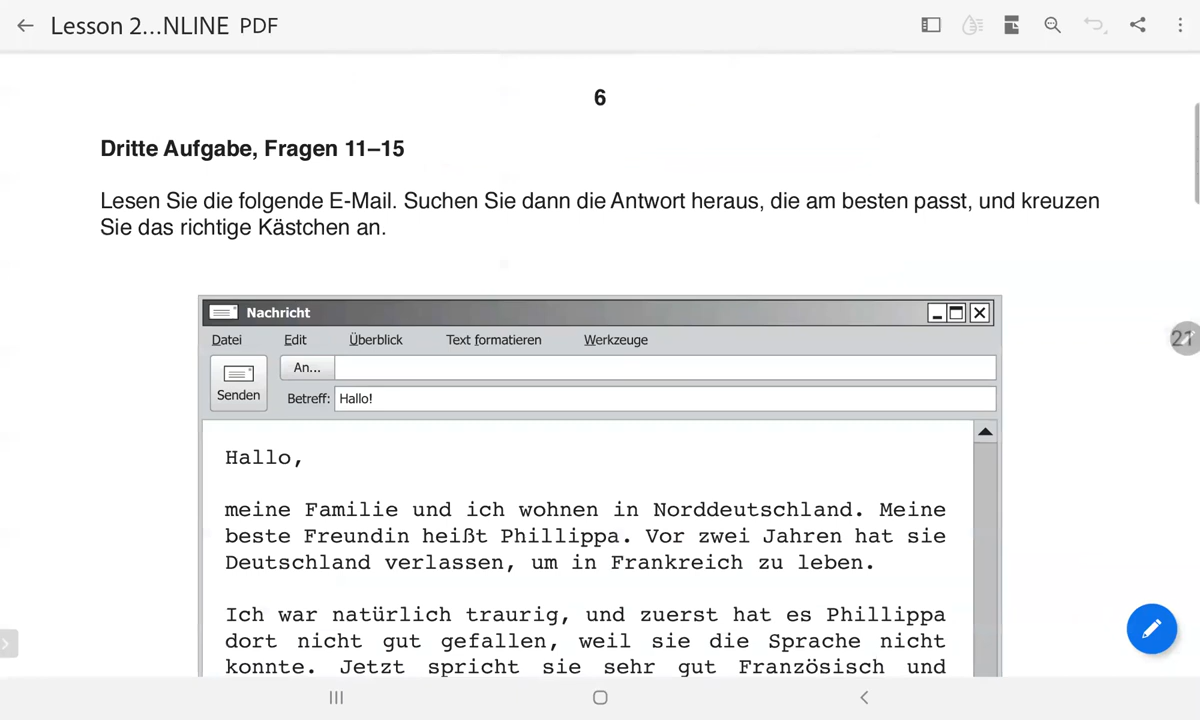 Lesson 2...NLINE PDF
6
Dritte Aufgabe, Fragen 11–15
Lesen Sie die folgende E-Mail. Suchen Sie dann die Antwort heraus, die am besten passt, und kreuzen
Sie das richtige Kästchen an.
Nachricht
Datei Edit Überblick Text formatieren Werkzeuge
An...
Senden
Betreff: Hallo!
Hallo,
meine Familie und ich wohnen in Norddeutschland. Meine
beste Freundin heißt Phillippa. Vor zwei Jahren hat sie
Deutschland verlassen, um in Frankreich zu leben.
Ich war natürlich traurig, und zuerst hat es Phillippa
dort nicht gut gefallen, weil sie die Sprache nicht
konnte. Jetzt spricht sie sehr gut Französisch und
21